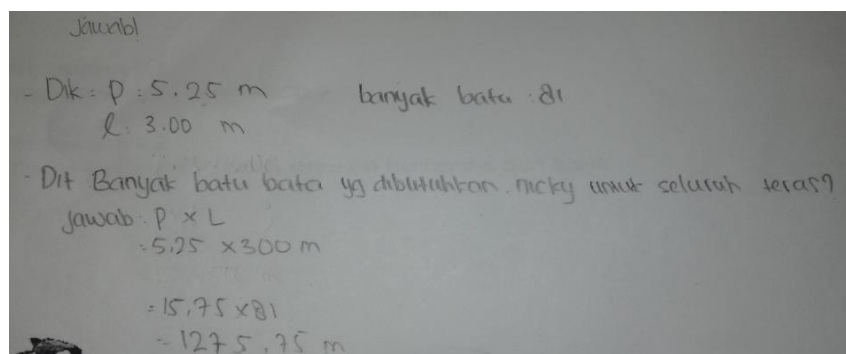 Jawab
- Dik : P : 5.25 m banyak bata : 81
l : 3.00 m
- Dit Banyak batu bata yg dibutuhkan nicky untuk seluruh teras?
Jawab : P x L
: 5,25 x 300 m
= 15,75 x 81
= 1275,75 m